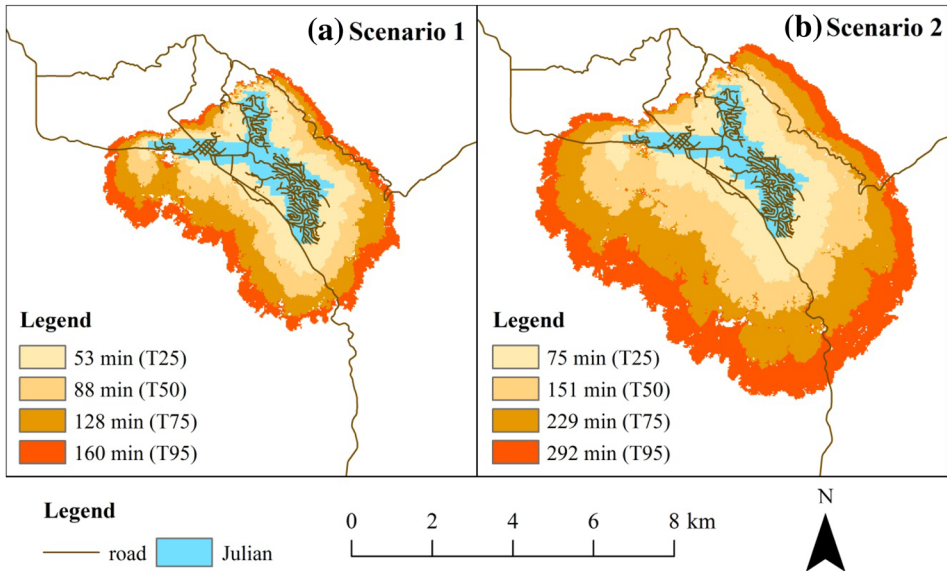 (a) Scenario 1
Legend
53 min (T25)
88 min (T50)
128 min (T75)
160 min (T95)
(b) Scenario 2
Legend
75 min (T25)
151 min (T50)
229 min (T75)
292 min (T95)
Legend
road
Julian
0 2 4 6 8 km
N